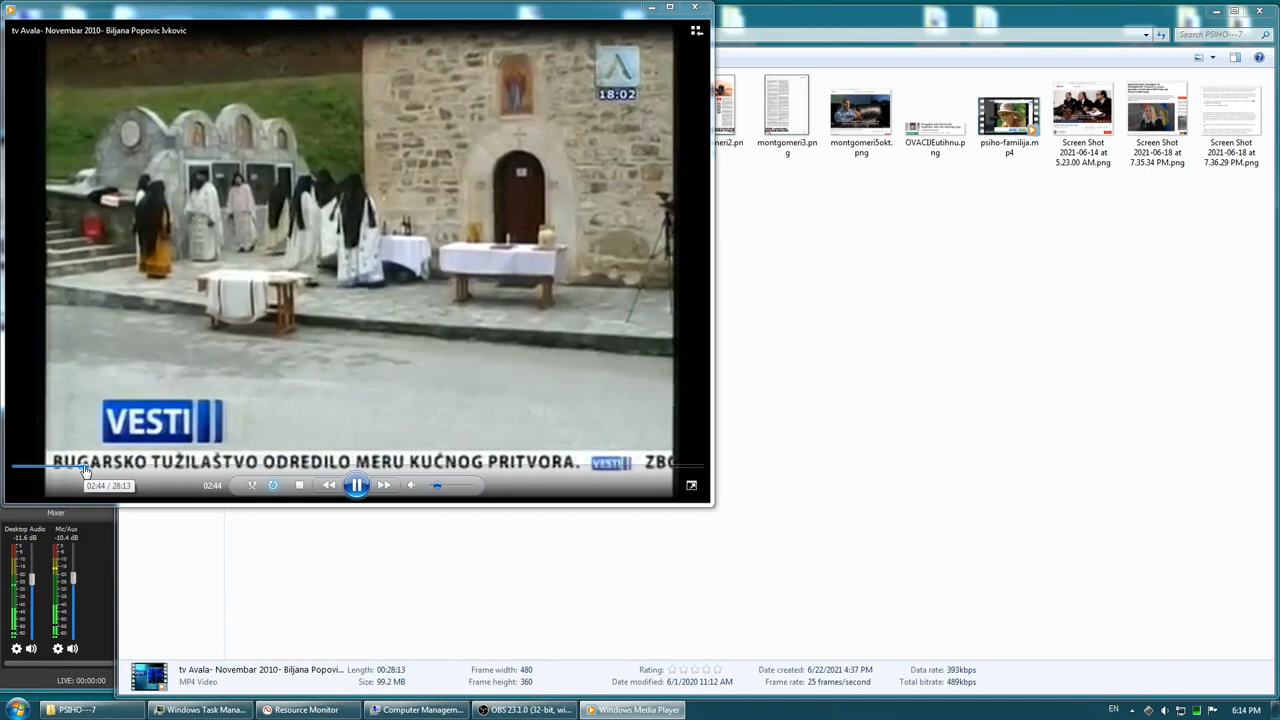 tv Avala- Novembar 2010- Biljana Popovic Ivkovic
18:02
VESTI
BUGARSKO TUŽILAŠTVO ODREDILO MERU KUĆNOG PRITVORA. VESTI ZBO
02:44 / 28:13
02:44
Search PSIHO---7
montgomeri3.pn
g
montgomeri5okt.
png
OVACIJEutihnu.p
ng
psiho-familija.m
p4
Screen Shot
2021-06-14 at
5.23.00 AM.png
Screen Shot
2021-06-18 at
7.35.34 PM.png
Screen Shot
2021-06-18 at
7.36.29 PM.png
Mixer
Desktop Audio
-11.6 dB
Mic/Aux
-10.4 dB
LIVE: 00:00:00
tv Avala- Novembar 2010- Biljana Popovi...
MP4 Video
Length: 00:28:13
Size: 99.2 MB
Frame width: 480
Frame height: 360
Rating:
Date modified: 6/1/2020 11:12 AM
Date created: 6/22/2021 4:37 PM
Frame rate: 25 frames/second
Data rate: 393kbps
Total bitrate: 489kbps
PSIHO---7
Windows Task Mana...
Resource Monitor
Computer Managem...
OBS 23.1.0 (32-bit, wi...
Windows Media Player
EN
6:14 PM